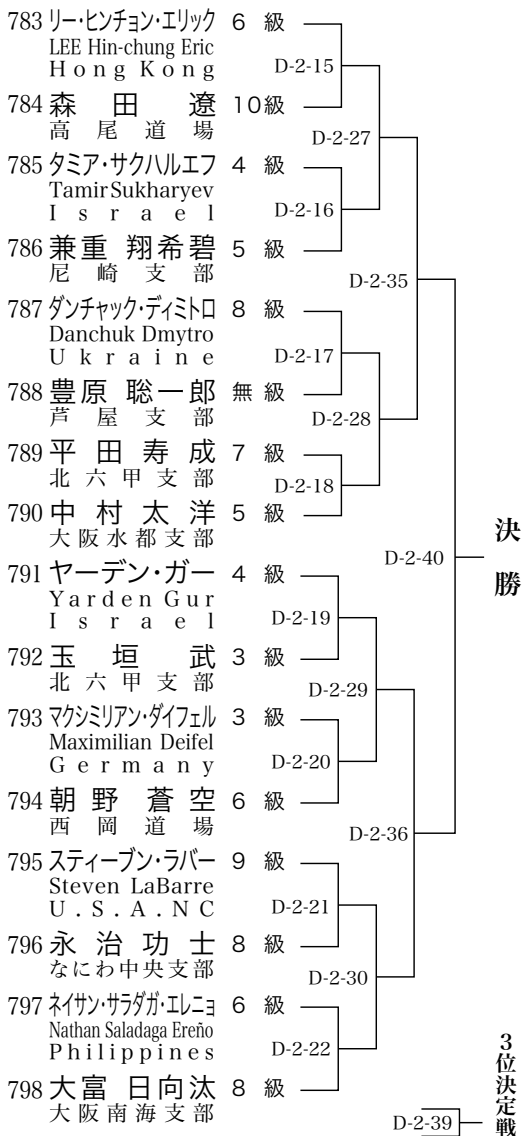 783 リー・ヒンチョン・エリック 6 級
LEE Hin-chung Eric
Hong Kong
D-2-15
784 森田 遼 10級
高尾道場
D-2-27
785 タミア・サクハルエフ 4 級
Tamir Sukharyev
Israel
D-2-16
786 兼重 翔希碧 5 級
尼崎支部
D-2-35
787 ダンチャック・ディミトロ 8 級
Danchuk Dmytro
Ukraine
D-2-17
788 豊原 聡一郎 無 級
芦屋支部
D-2-28
789 平田寿成 7 級
北六甲支部
D-2-18
790 中村太洋 5 級
大阪水都支部
D-2-40
決勝
791 ヤーデン・ガー 4 級
Yarden Gur
Israel
D-2-19
792 玉垣 武 3 級
北六甲支部
D-2-29
793 マクシミリアン・ダイフェル 3 級
Maximilian Deifel
Germany
D-2-20
794 朝野 蒼空 6 級
西岡道場
D-2-36
795 スティーブン・ラバー 9 級
Steven LaBarre
U.S.A.NC
D-2-21
796 永治功士 8 級
なにわ中央支部
D-2-30
797 ネイサン・サラダガ・エレニョ 6 級
Nathan Saladaga Ereño
Philippines
D-2-22
798 大富 日向汰 8 級
大阪南海支部
3位決定戦
D-2-39